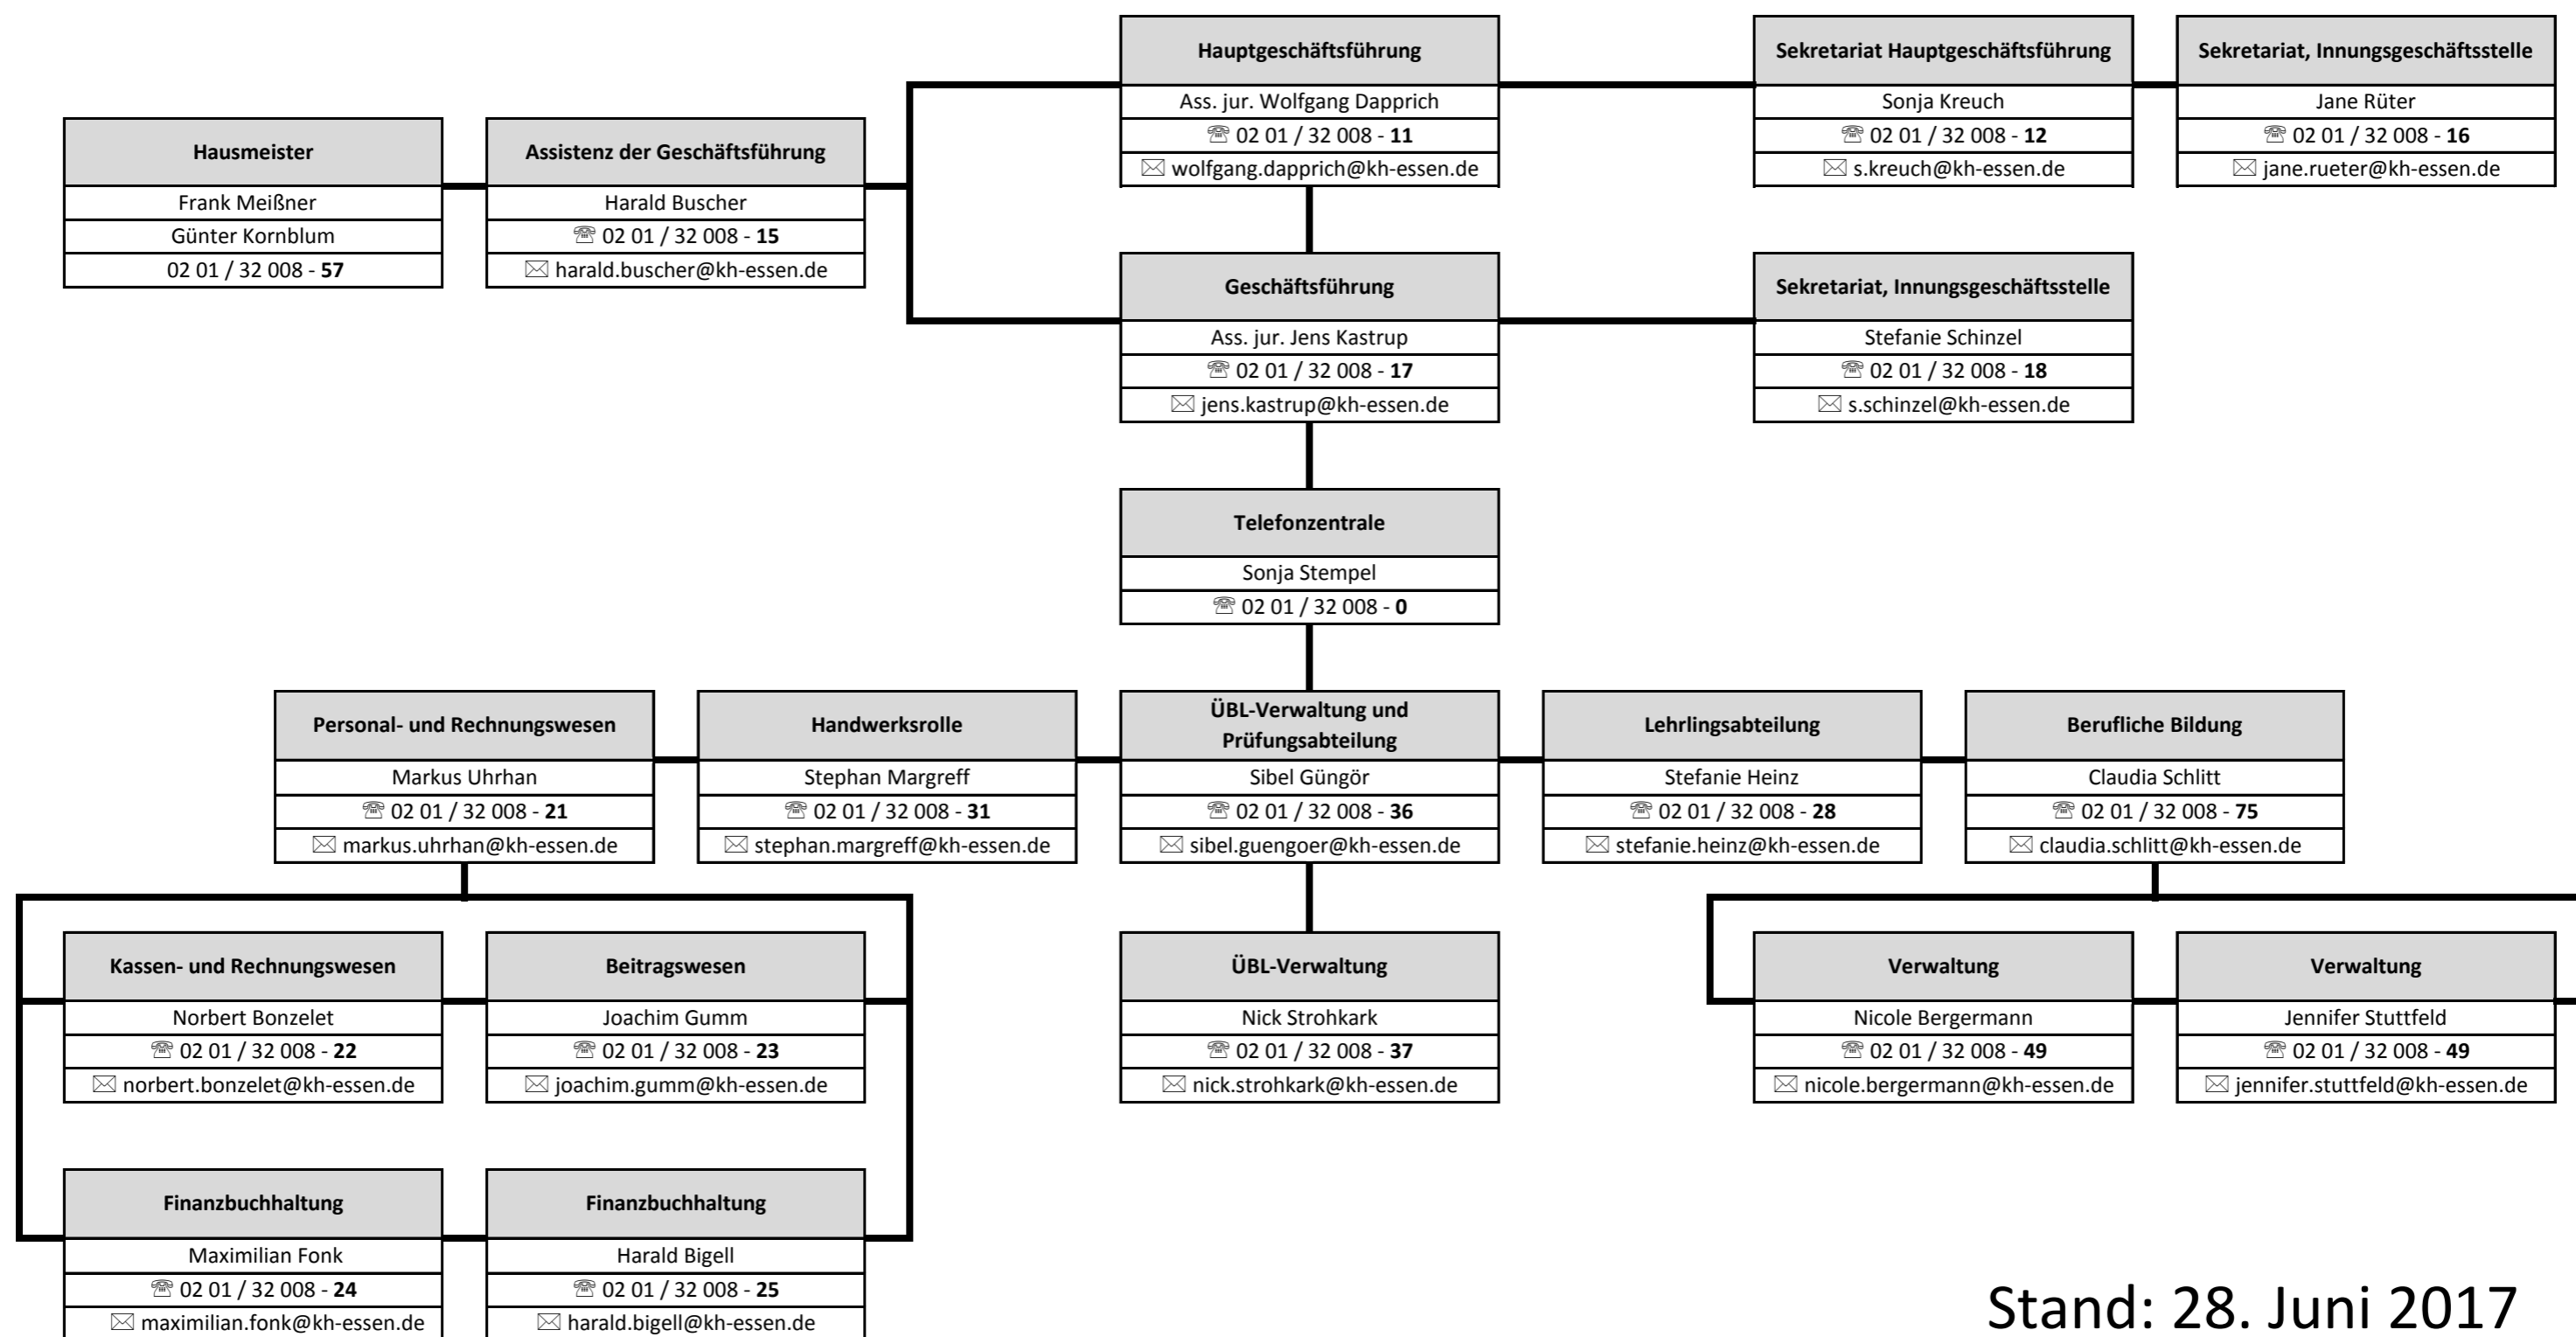 Hauptgeschäftsführung
Ass. jur. Wolfgang Dapprich
☏ 02 01 / 32 008 - 11
✉ wolfgang.dapprich@kh-essen.de
Sekretariat Hauptgeschäftsführung
Sonja Kreuch
☏ 02 01 / 32 008 - 12
✉ s.kreuch@kh-essen.de
Sekretariat, Innungsgeschäftsstelle
Jane Rüter
☏ 02 01 / 32 008 - 16
✉ jane.rueter@kh-essen.de
Hausmeister
Frank Meißner
Günter Kornblum
02 01 / 32 008 - 57
Assistenz der Geschäftsführung
Harald Buscher
☏ 02 01 / 32 008 - 15
✉ harald.buscher@kh-essen.de
Geschäftsführung
Ass. jur. Jens Kastrup
☏ 02 01 / 32 008 - 17
✉ jens.kastrup@kh-essen.de
Sekretariat, Innungsgeschäftsstelle
Stefanie Schinzel
☏ 02 01 / 32 008 - 18
✉ s.schinzel@kh-essen.de
Telefonzentrale
Sonja Stempel
☏ 02 01 / 32 008 - 0
Personal- und Rechnungswesen
Markus Uhrhan
☏ 02 01 / 32 008 - 21
✉ markus.uhrhan@kh-essen.de
Handwerksrolle
Stephan Margreff
☏ 02 01 / 32 008 - 31
✉ stephan.margreff@kh-essen.de
ÜBL-Verwaltung und
Prüfungsabteilung
Sibel Güngör
☏ 02 01 / 32 008 - 36
✉ sibel.guengoer@kh-essen.de
Lehrlingsabteilung
Stefanie Heinz
☏ 02 01 / 32 008 - 28
✉ stefanie.heinz@kh-essen.de
Berufliche Bildung
Claudia Schlitt
☏ 02 01 / 32 008 - 75
✉ claudia.schlitt@kh-essen.de
Kassen- und Rechnungswesen
Norbert Bonzelet
☏ 02 01 / 32 008 - 22
✉ norbert.bonzelet@kh-essen.de
Beitragswesen
Joachim Gumm
☏ 02 01 / 32 008 - 23
✉ joachim.gumm@kh-essen.de
ÜBL-Verwaltung
Nick Strohkark
☏ 02 01 / 32 008 - 37
✉ nick.strohkark@kh-essen.de
Verwaltung
Nicole Bergermann
☏ 02 01 / 32 008 - 49
✉ nicole.bergermann@kh-essen.de
Verwaltung
Jennifer Stuttfeld
☏ 02 01 / 32 008 - 49
✉ jennifer.stuttfeld@kh-essen.de
Finanzbuchhaltung
Maximilian Fonk
☏ 02 01 / 32 008 - 24
✉ maximilian.fonk@kh-essen.de
Finanzbuchhaltung
Harald Bigell
☏ 02 01 / 32 008 - 25
✉ harald.bigell@kh-essen.de
Stand: 28. Juni 2017